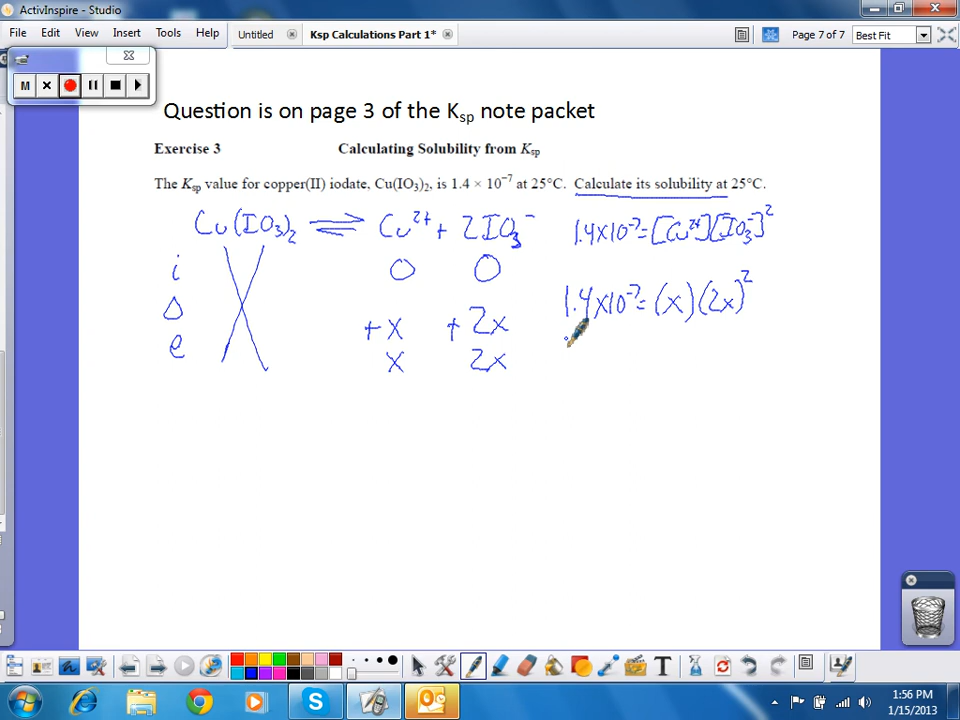 ActivInspire - Studio
File Edit View Insert Tools Help Untitled Ksp Calculations Part 1* Page 7 of 7 Best Fit
M
Question is on page 3 of the Ksp note packet
Exercise 3 Calculating Solubility from Ksp
The Ksp value for copper(II) iodate, Cu(IO₃)₂, is 1.4 × 10⁻⁷ at 25°C. Calculate its solubility at 25°C.
Cu(IO₃)₂ ⇌ Cu²⁺ + 2IO₃⁻ 1.4x10⁻⁷ = [Cu²⁺][IO₃⁻]²
i 0 0
1.4x10⁻⁷ = (x)(2x)²
Δ +x +2x
e x 2x
T
S
1:56 PM
1/15/2013